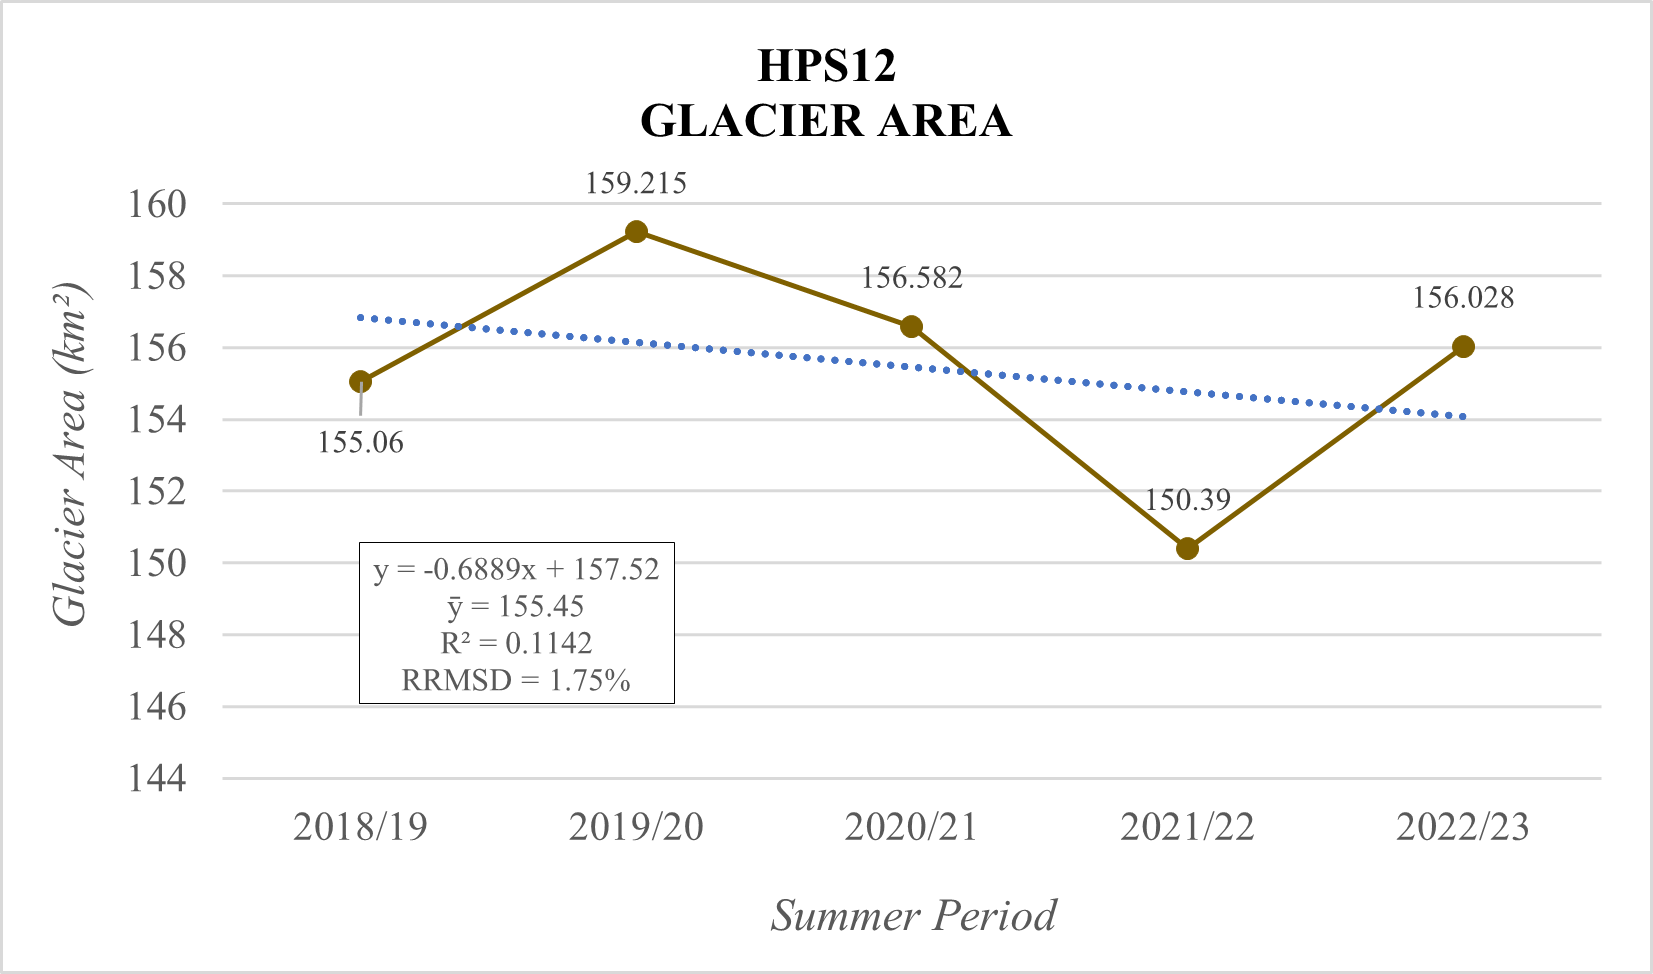 HPS12
GLACIER AREA
Glacier Area (km²)
160
158
156
154
152
150
148
146
144
155.06
159.215
156.582
150.39
156.028
y = -0.6889x + 157.52
ȳ = 155.45
R² = 0.1142
RRMSD = 1.75%
2018/19 2019/20 2020/21 2021/22 2022/23
Summer Period